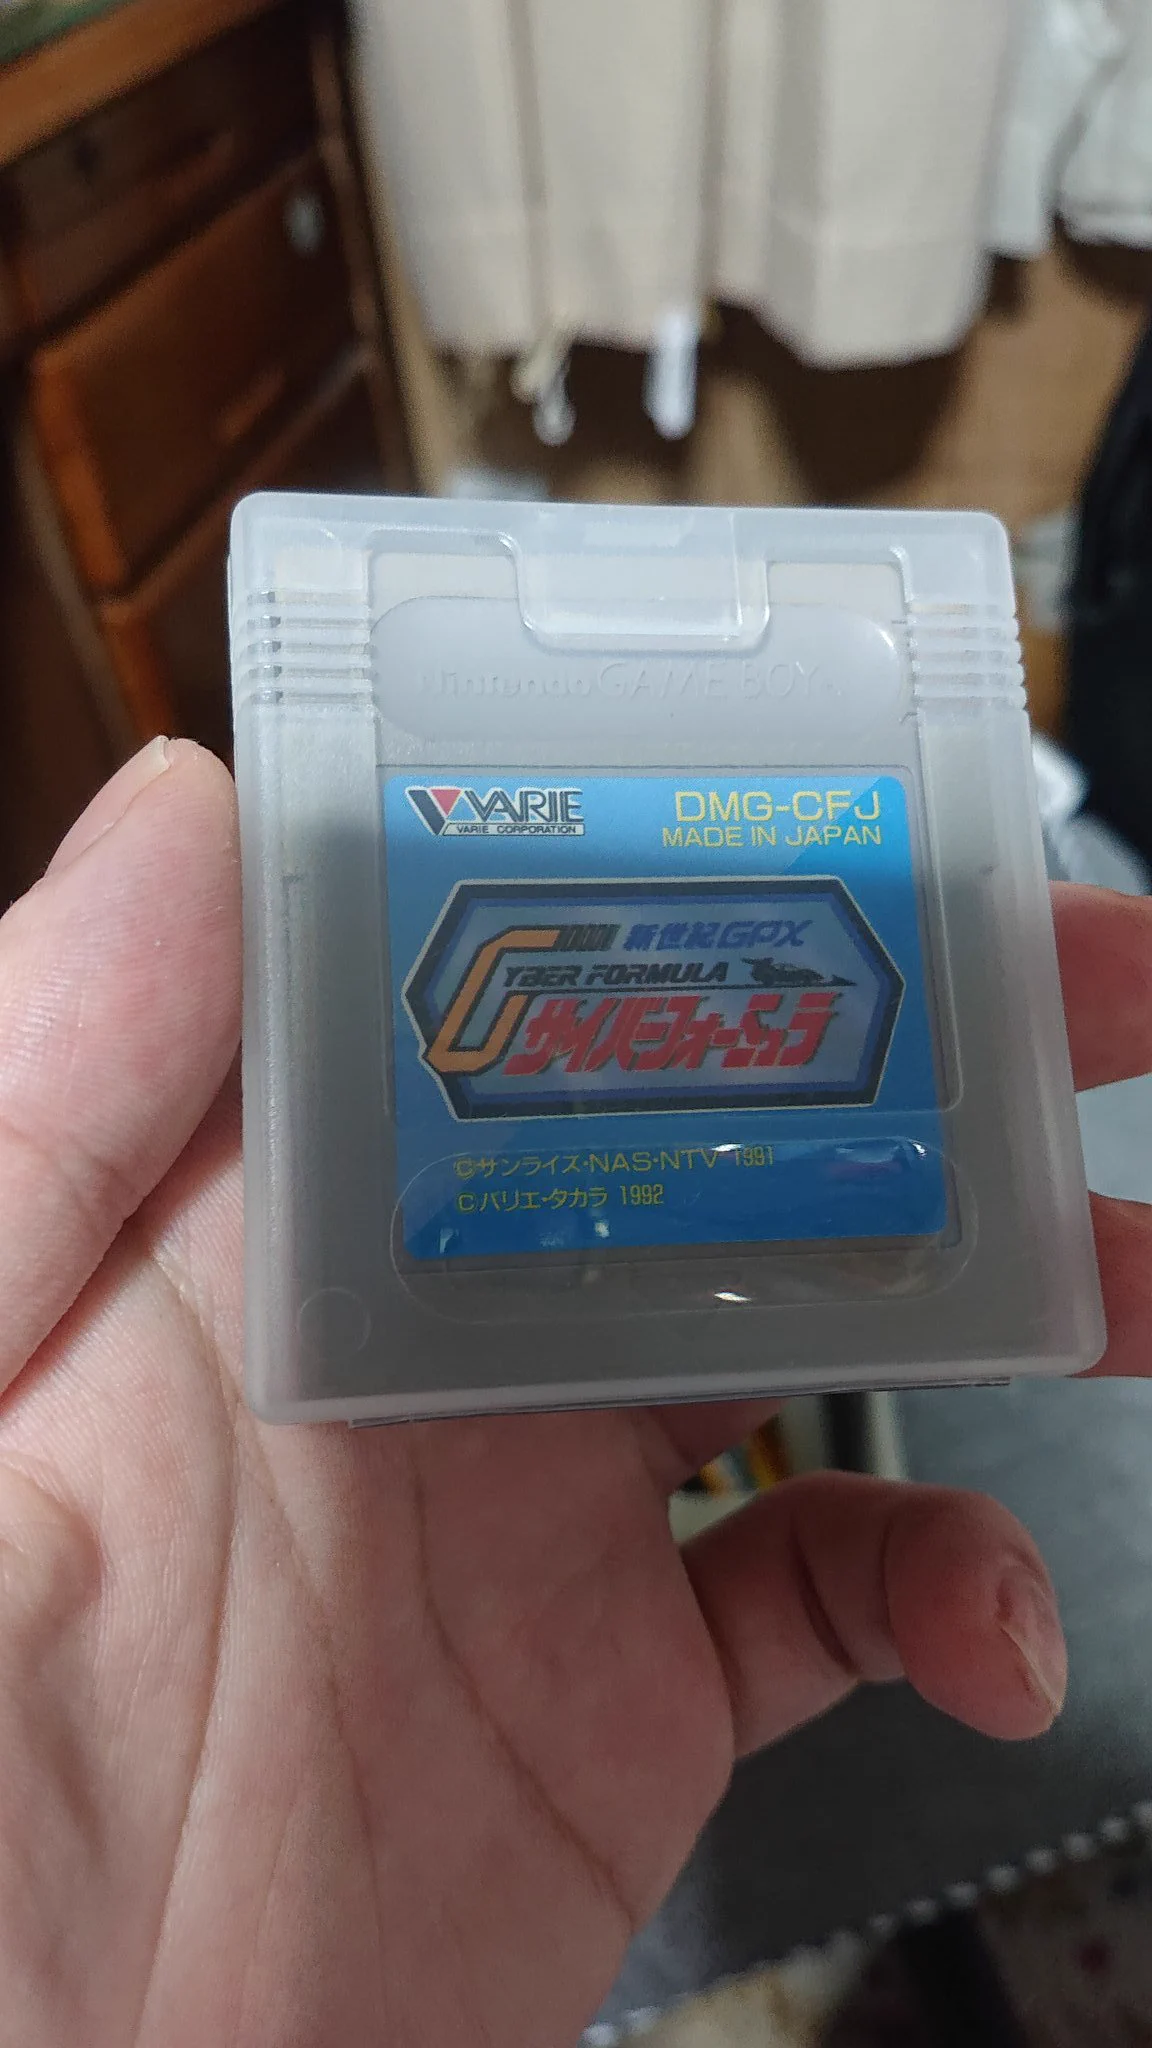 Nintendo GAME BOY
VARIE
VARIE CORPORATION
DMG-CFJ
MADE IN JAPAN
新世紀GPX
CYBER FORMULA
サイバーフォーミュラ
©サンライズ・NAS・NTV 1991
©バリエ・タカラ 1992